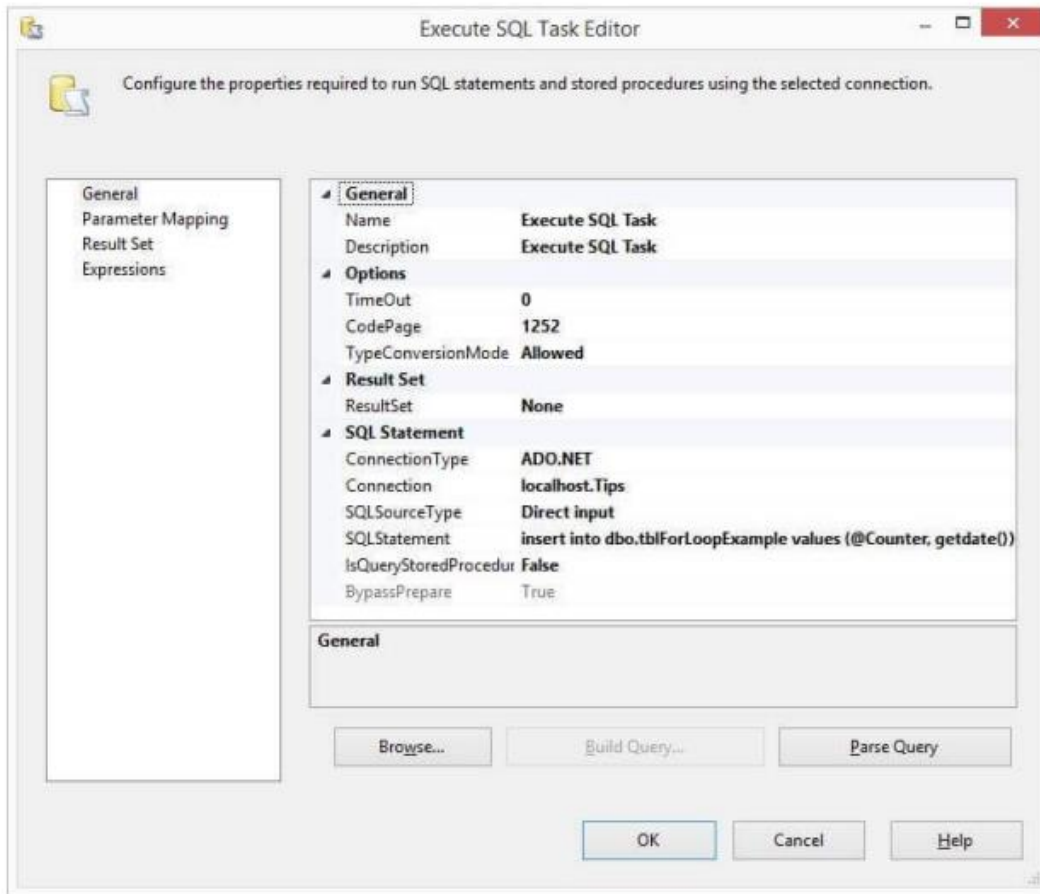 Execute SQL Task Editor
Configure the properties required to run SQL statements and stored procedures using the selected connection.
General
Parameter Mapping
Result Set
Expressions
General
Name Execute SQL Task
Description Execute SQL Task
Options
TimeOut 0
CodePage 1252
TypeConversionMode Allowed
Result Set
ResultSet None
SQL Statement
ConnectionType ADO.NET
Connection localhost.Tips
SQLSourceType Direct input
SQLStatement insert into dbo.tblForLoopExample values (@Counter, getdate())
IsQueryStoredProcedur False
BypassPrepare True
General
Browse...
Build Query...
Parse Query
OK
Cancel
Help